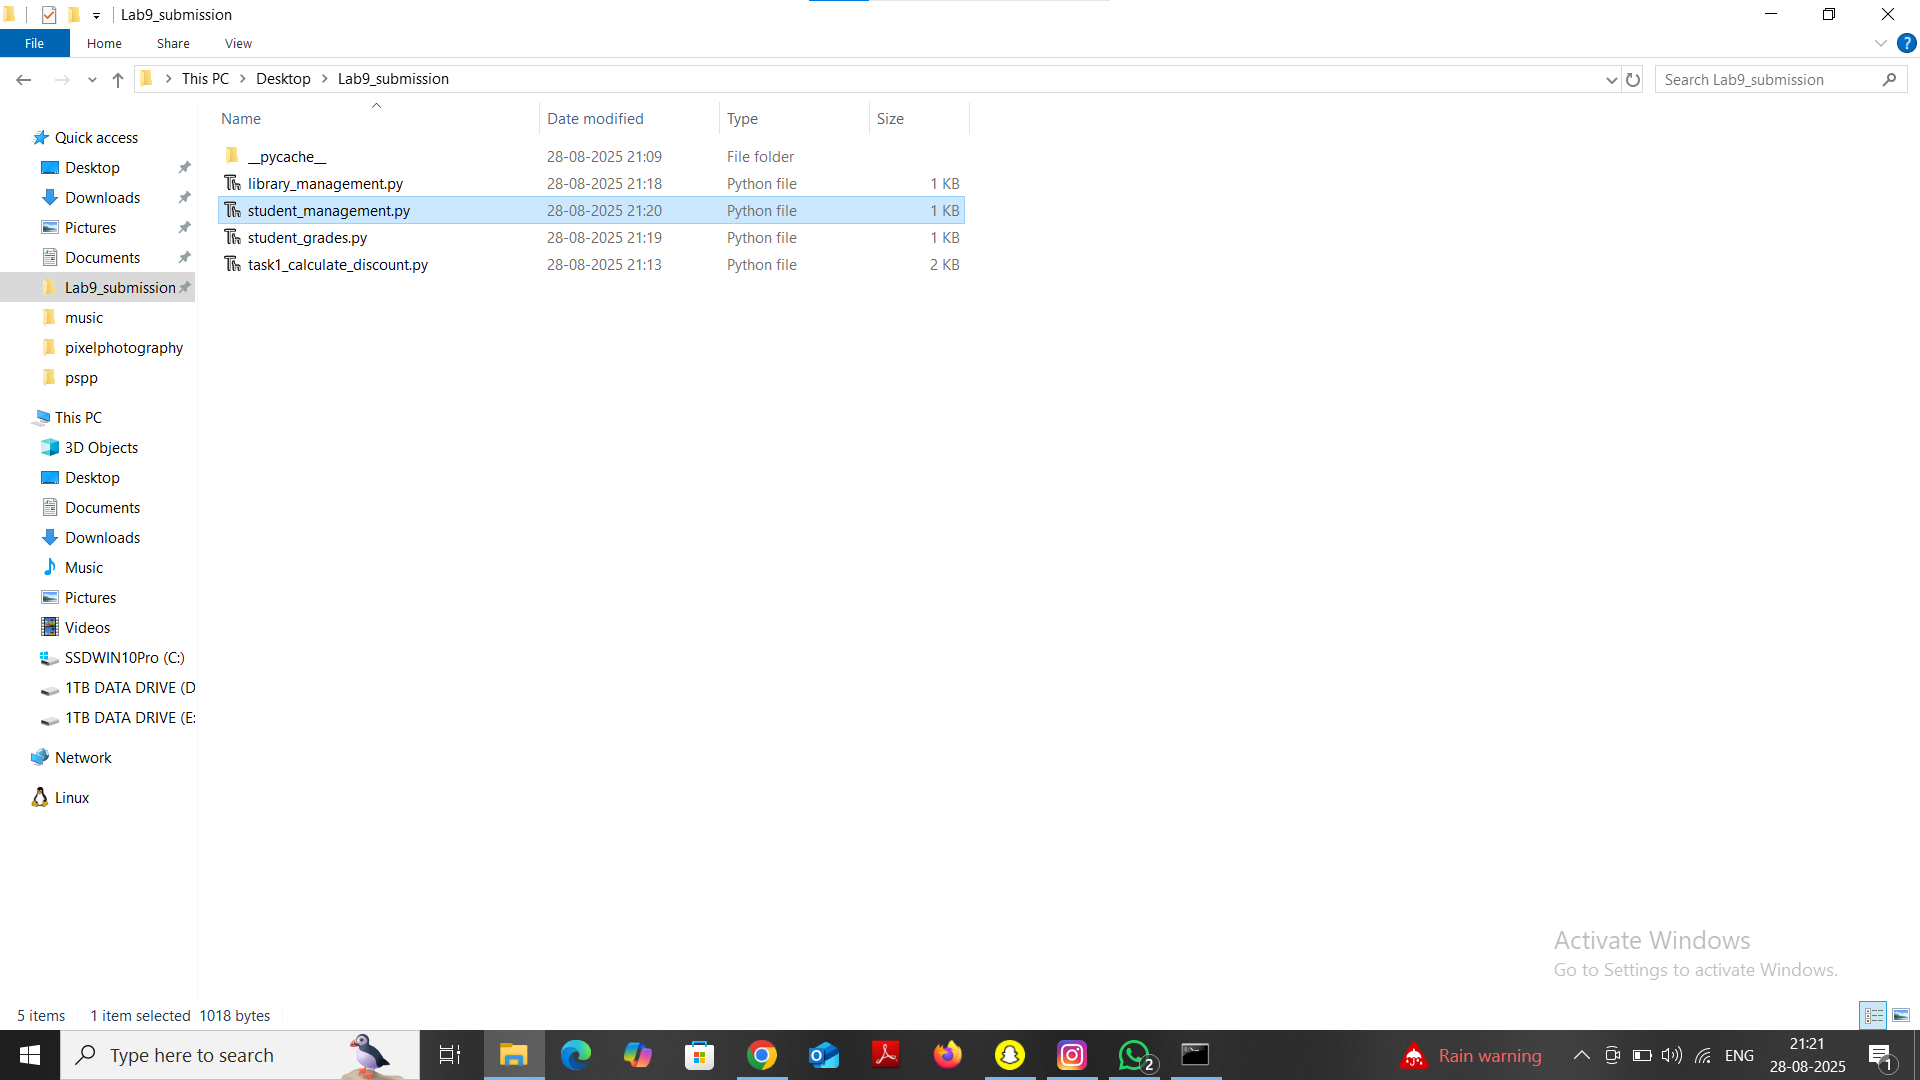 Lab9_submission
File Home Share View
This PC Desktop Lab9_submission
Search Lab9_submission
Name Date modified Type Size
Quick access
Desktop
Downloads
Pictures
Documents
Lab9_submission
music
pixelphotography
pspp
This PC
3D Objects
Desktop
Documents
Downloads
Music
Pictures
Videos
SSDWIN10Pro (C:)
1TB DATA DRIVE (D
1TB DATA DRIVE (E:
Network
Linux
__pycache__ 28-08-2025 21:09 File folder
library_management.py 28-08-2025 21:18 Python file 1 KB
student_management.py 28-08-2025 21:20 Python file 1 KB
student_grades.py 28-08-2025 21:19 Python file 1 KB
task1_calculate_discount.py 28-08-2025 21:13 Python file 2 KB
Activate Windows
Go to Settings to activate Windows.
5 items 1 item selected 1018 bytes
Type here to search
2
Rain warning
ENG
21:21
28-08-2025
1